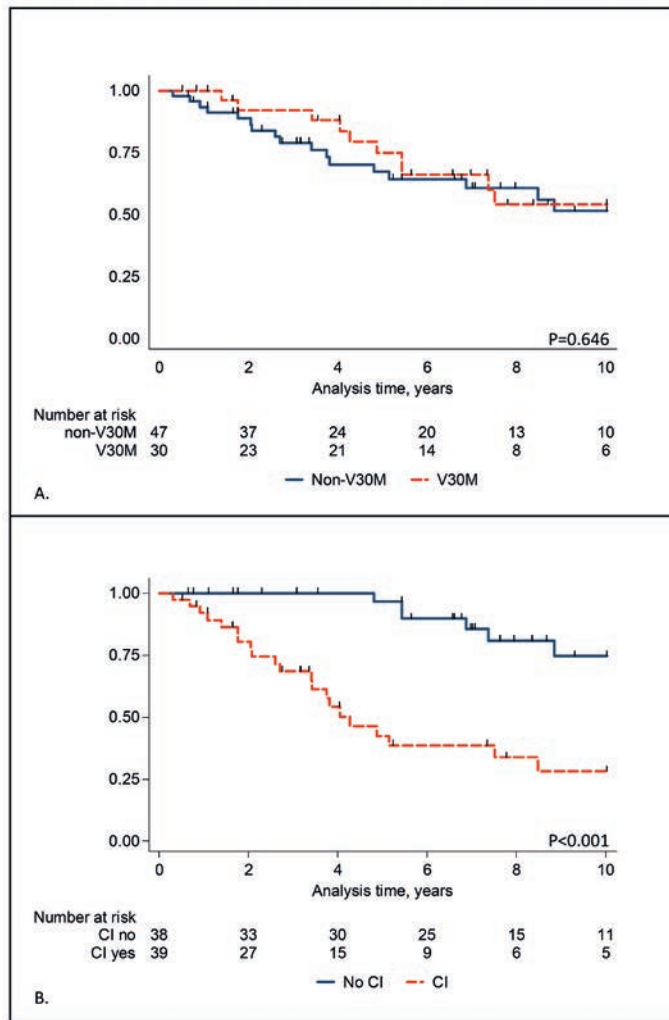 1.00
0.75
0.50
0.25
0.00
P=0.646
0 2 4 6 8 10
Analysis time, years
Number at risk
non-V30M 47 37 24 20 13 10
V30M 30 23 21 14 8 6
Non-V30M V30M
A.
1.00
0.75
0.50
0.25
0.00
P<0.001
0 2 4 6 8 10
Analysis time, years
Number at risk
CI no 38 33 30 25 15 11
CI yes 39 27 15 9 6 5
No CI CI
B.